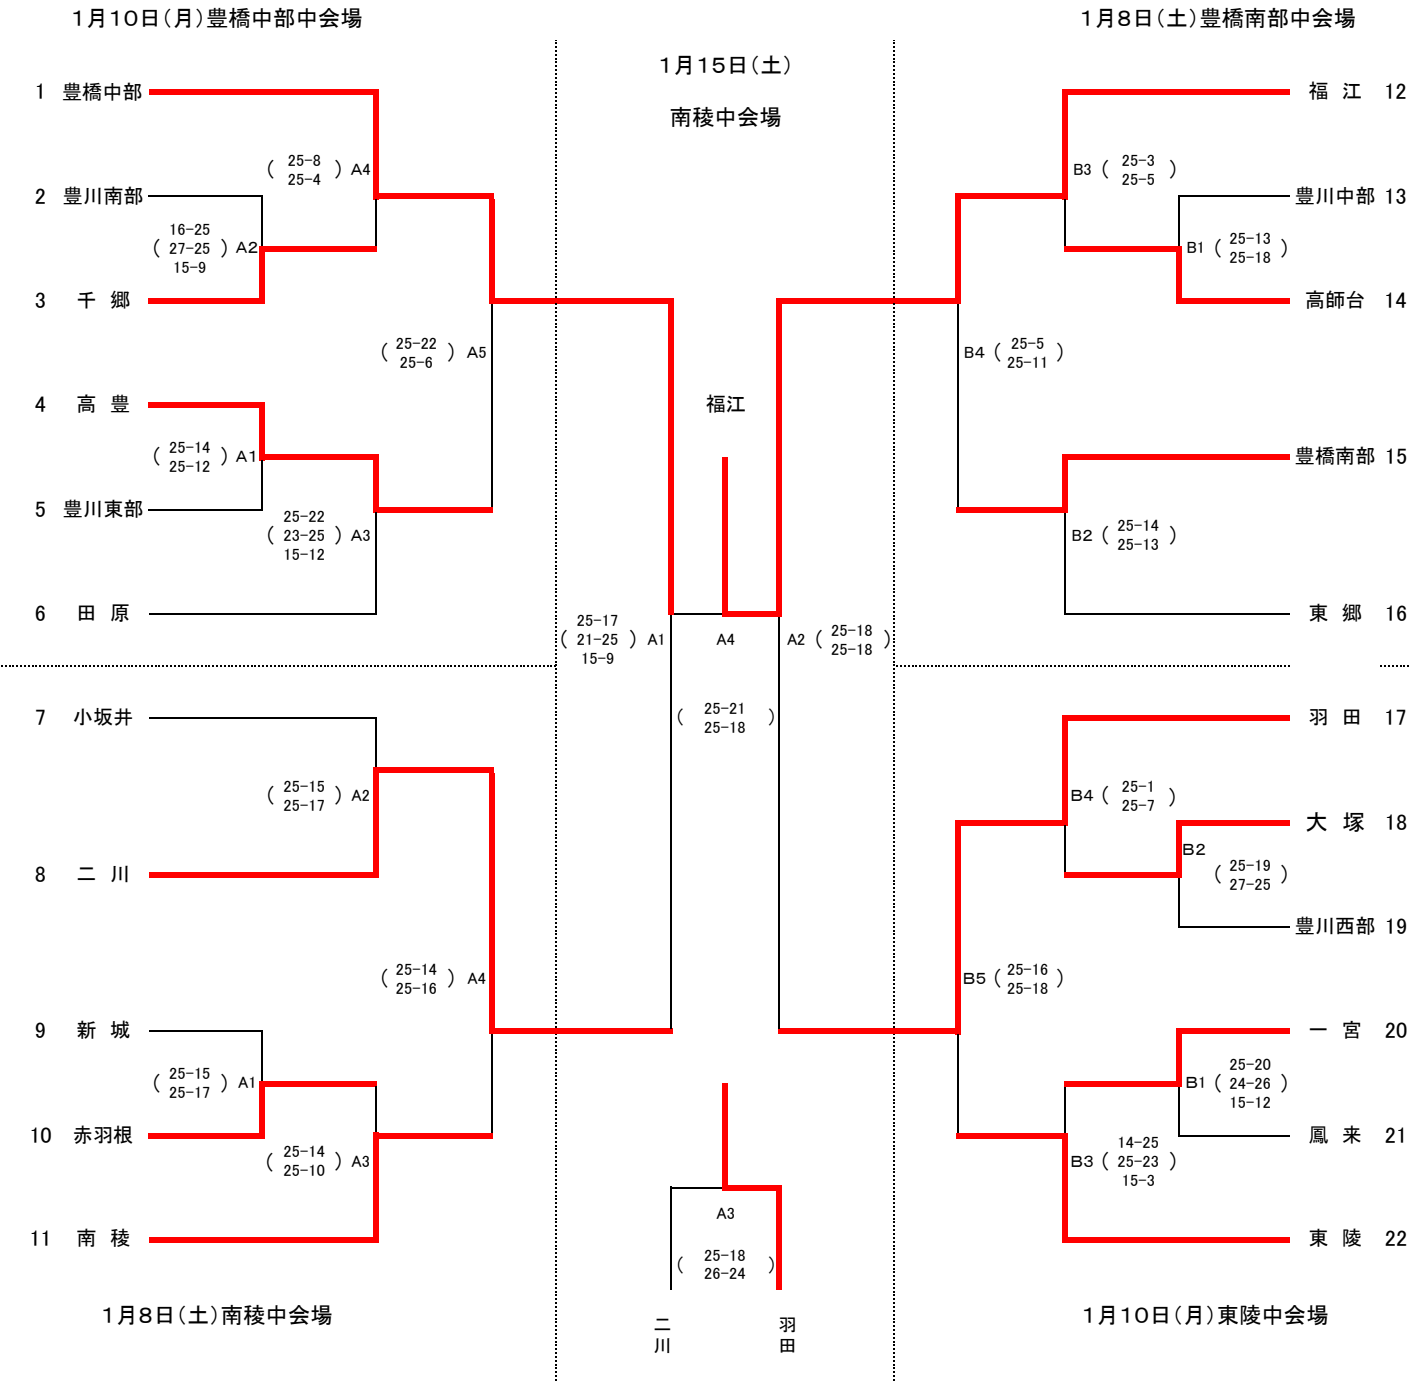 1月10日(月)豊橋中部中会場
1月8日(土)豊橋南部中会場
1月15日(土)
南稜中会場
1 豊橋中部
25-8
25-4
A4
2 豊川南部
16-25
27-25
15-9
A2
3 千 郷
25-22
25-6
A5
4 高 豊
25-14
25-12
A1
5 豊川東部
25-22
23-25
15-12
A3
6 田 原
7 小坂井
25-15
25-17
A2
8 二 川
25-14
25-16
A4
9 新 城
25-15
25-17
A1
10 赤羽根
25-14
25-10
A3
11 南 稜
1月8日(土)南稜中会場
福江
25-17
21-25
15-9
A1
A4
25-21
25-18
A2
25-18
25-18
A3
25-18
26-24
二川
羽田
福 江 12
B3
25-3
25-5
豊川中部 13
B1
25-13
25-18
高師台 14
B4
25-5
25-11
豊橋南部 15
B2
25-14
25-13
東 郷 16
羽 田 17
B4
25-1
25-7
大 塚 18
B2
25-19
27-25
豊川西部 19
B5
25-16
25-18
一 宮 20
B1
25-20
24-26
15-12
鳳 来 21
B3
14-25
25-23
15-3
東 陵 22
1月10日(月)東陵中会場